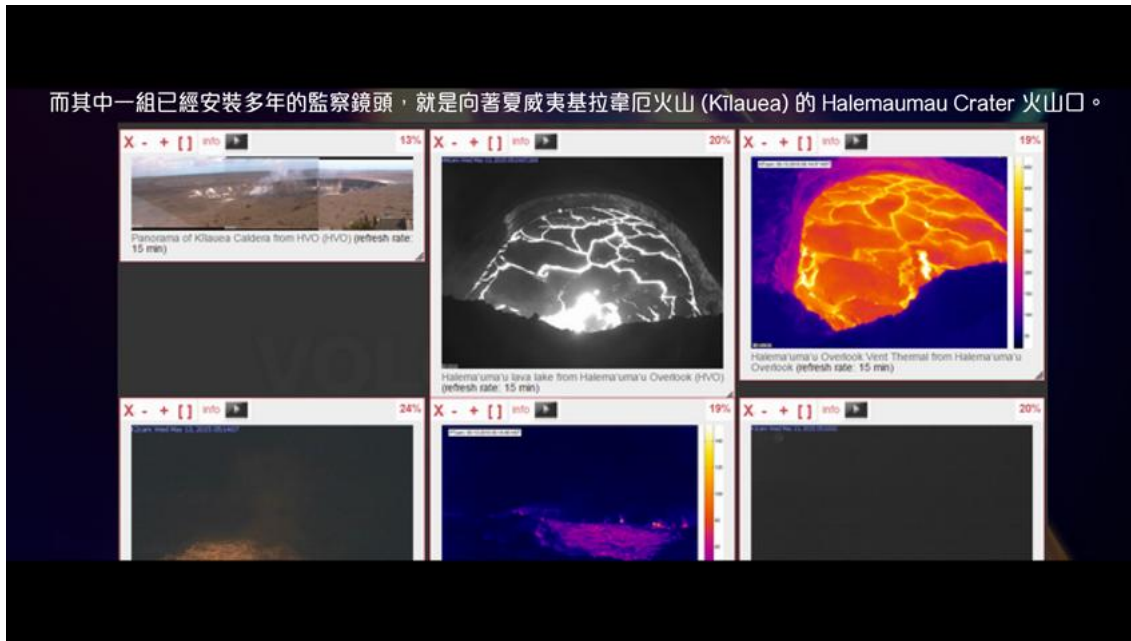 而其中一組已經安裝多年的監察鏡頭，就是向著夏威夷基拉韋厄火山 (Kīlauea) 的 Halemaumau Crater 火山口。
X - + [ ] info 13%
Panorama of Kīlauea Caldera from HVO (HVO) (refresh rate:
15 min)
X - + [ ] info 20%
Halema'uma'u lava lake from Halema'uma'u Overlook (HVO)
(refresh rate: 15 min)
X - + [ ] info 19%
Halema'uma'u Overlook Vent Thermal from Halema'uma'u
Overlook (refresh rate: 15 min)
X - + [ ] info 24%
X - + [ ] info 19%
X - + [ ] info 20%